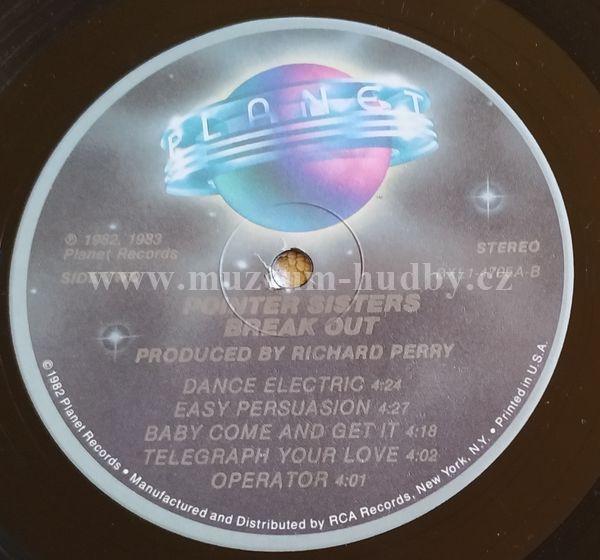 PLANET
℗ 1982, 1983
Planet Records
STEREO
SIDE
www.muzeum-hudby.cz
POINTER SISTERS
BREAK OUT
PRODUCED BY RICHARD PERRY
DANCE ELECTRIC 4:24
EASY PERSUASION 4:27
BABY COME AND GET IT 4:18
TELEGRAPH YOUR LOVE 4:02
OPERATOR 4:01
©1982 Planet Records • Manufactured and Distributed by RCA Records, New York, N.Y. • Printed in U.S.A.